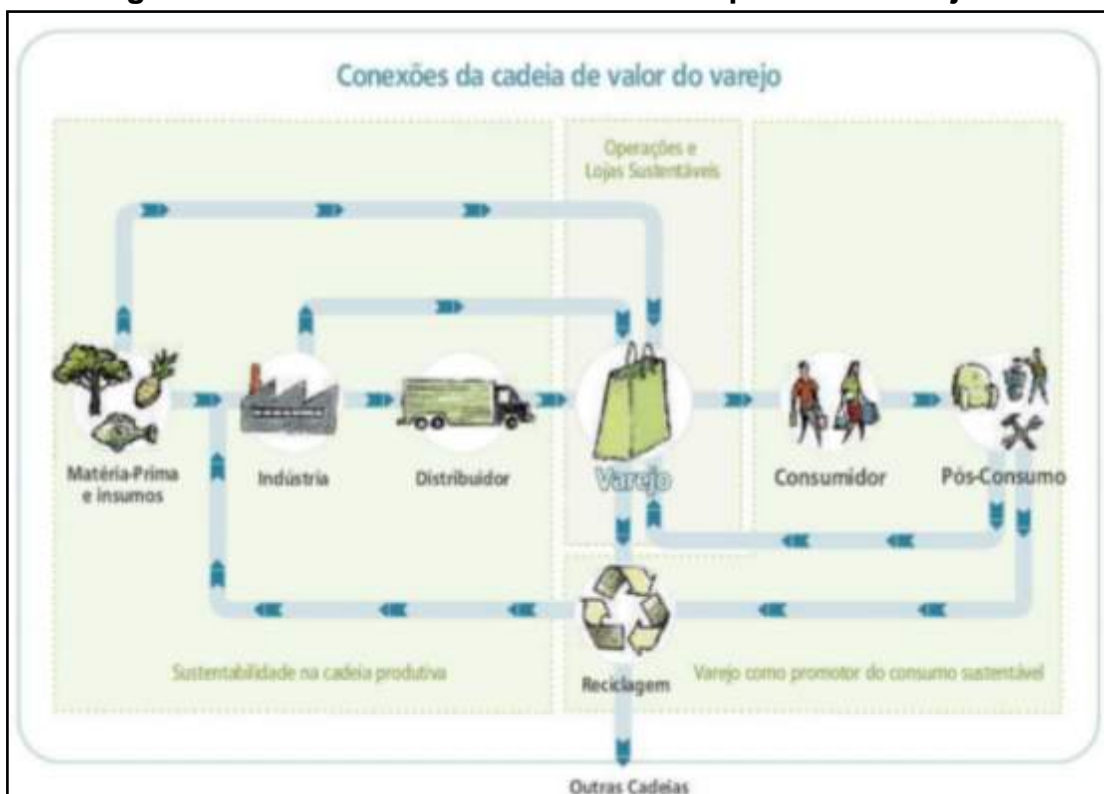 Conexões da cadeia de valor do varejo
Operações e
Lojas Sustentáveis
Matéria-Prima
e insumos
Indústria
Distribuidor
Varejo
Consumidor
Pós-Consumo
Sustentabilidade na cadeia produtiva
Reciclagem
Varejo como promotor do consumo sustentável
Outras Cadeias